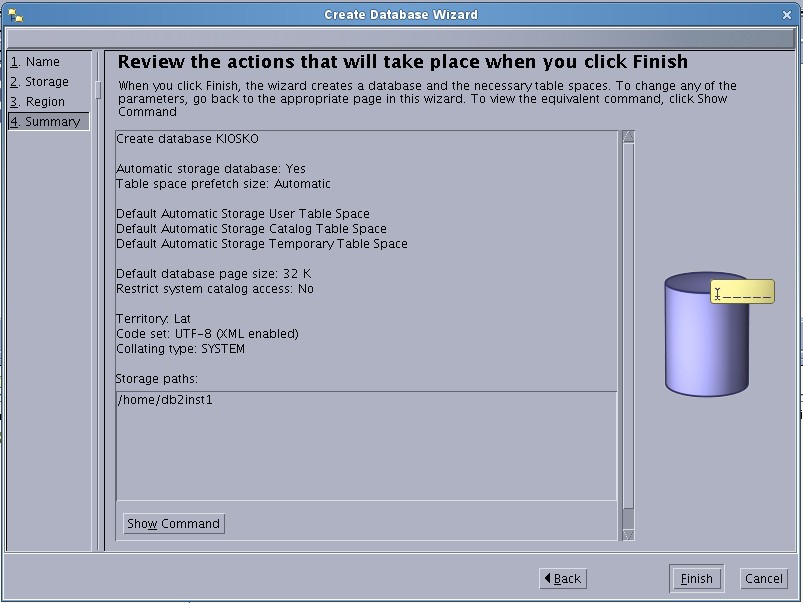 Create Database Wizard
1. Name
2. Storage
3. Region
4. Summary
Review the actions that will take place when you click Finish
When you click Finish, the wizard creates a database and the necessary table spaces. To change any of the
parameters, go back to the appropriate page in this wizard. To view the equivalent command, click Show
Command
Create database KIOSKO
Automatic storage database: Yes
Table space prefetch size: Automatic
Default Automatic Storage User Table Space
Default Automatic Storage Catalog Table Space
Default Automatic Storage Temporary Table Space
Default database page size: 32 K
Restrict system catalog access: No
Territory: Lat
Code set: UTF-8 (XML enabled)
Collating type: SYSTEM
Storage paths:
/home/db2inst1
Show Command
Back
Finish
Cancel